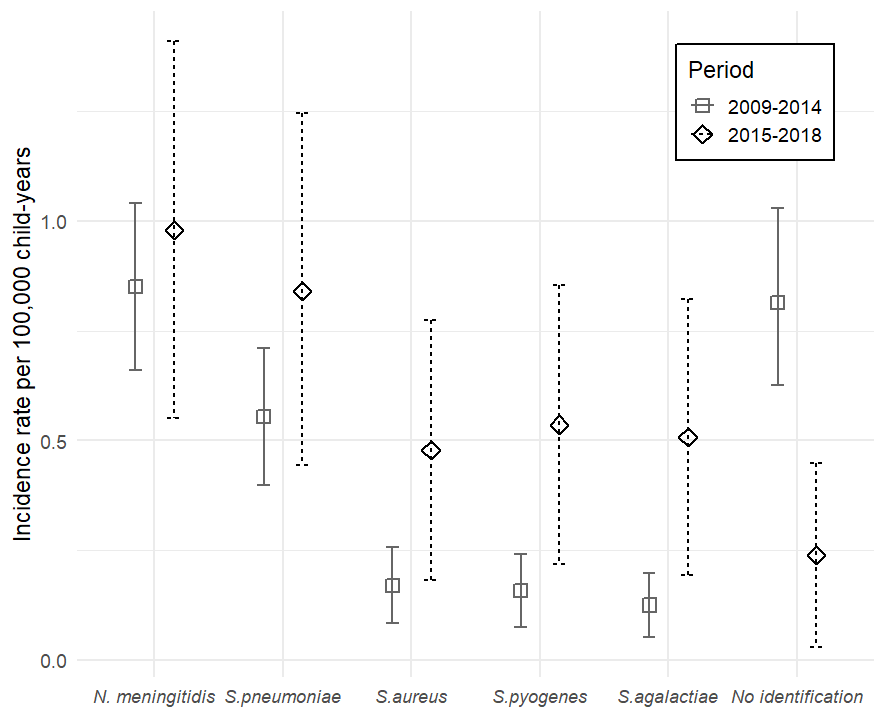 Period
2009-2014
2015-2018
Incidence rate per 100,000 child-years
1.0
0.5
0.0
N. meningitidis S.pneumoniae S.aureus S.pyogenes S.agalactiae No identification